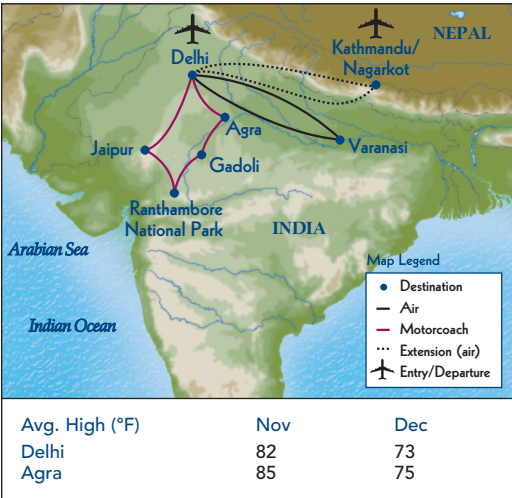 NEPAL
Kathmandu/
Nagarkot
Delhi
Agra
Varanasi
Jaipur
Gadoli
Ranthambore
National Park
INDIA
Arabian Sea
Indian Ocean
Map Legend
Destination
Air
Motorcoach
Extension (air)
Entry/Departure
Avg. High (°F) Nov Dec
Delhi 82 73
Agra 85 75